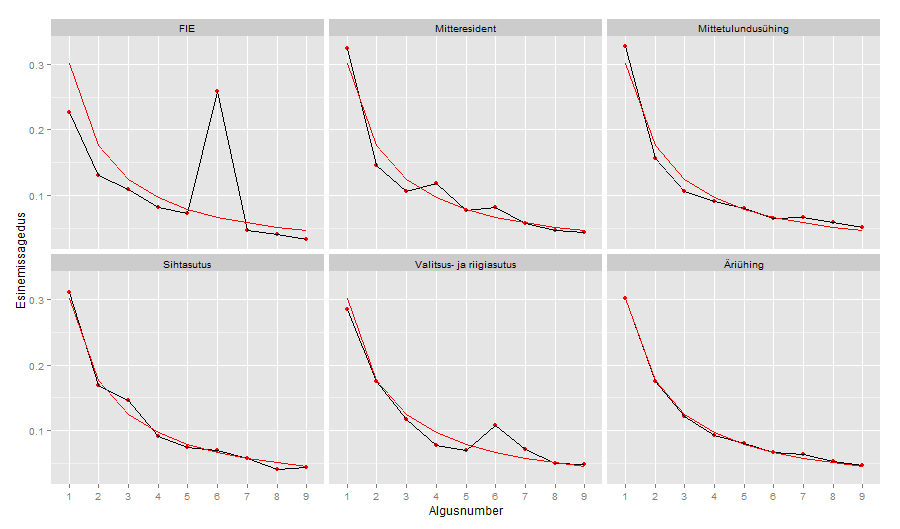 FIE
Mitteresident
Mittetulundusühing
0.3
0.2
0.1
Sihtasutus
Valitsus- ja riigiasutus
Äriühing
0.3
0.2
0.1
1 2 3 4 5 6 7 8 9
1 2 3 4 5 6 7 8 9
1 2 3 4 5 6 7 8 9
Esinemissagedus
Algusnumber